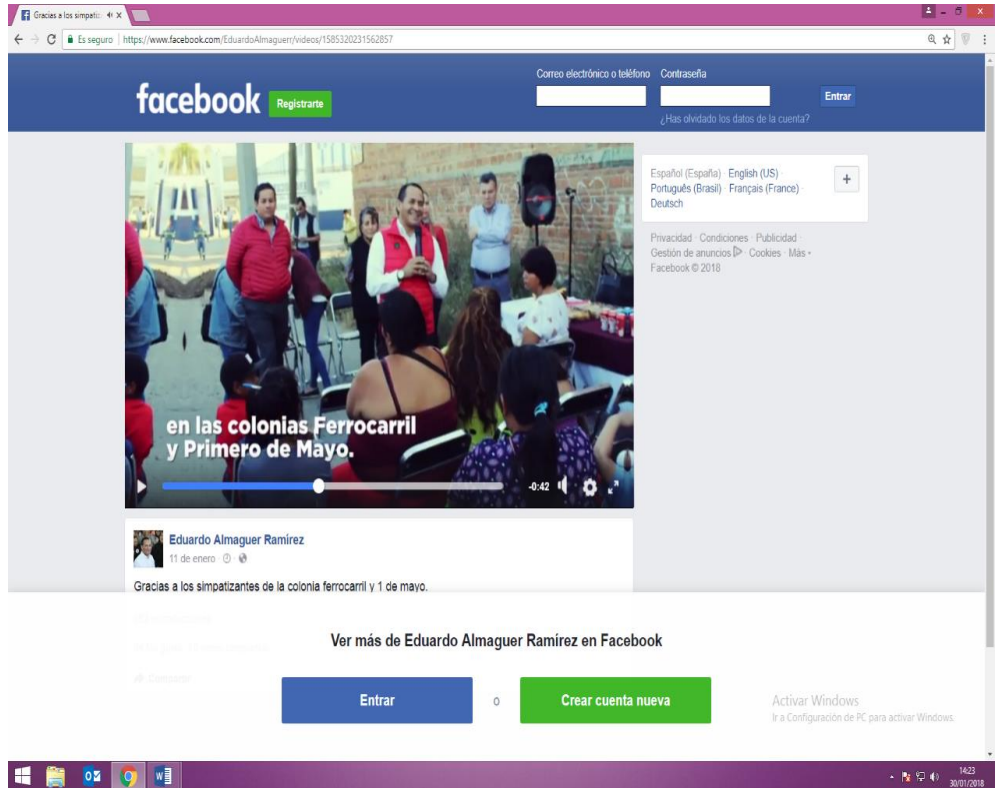 Gracias a los simpatiz
Es seguro | https://www.facebook.com/EduardoAlmaguerr/videos/1585320231562857
facebook
Registrarte
Correo electrónico o teléfono
Contraseña
Entrar
¿Has olvidado los datos de la cuenta?
en las colonias Ferrocarril
y Primero de Mayo.
-0:42
Español (España) · English (US) ·
Português (Brasil) · Français (France) ·
Deutsch
+
Privacidad · Condiciones · Publicidad ·
Gestión de anuncios · Cookies · Más
Facebook © 2018
Eduardo Almaguer Ramírez
11 de enero
Gracias a los simpatizantes de la colonia ferrocarril y 1 de mayo.
Ver más de Eduardo Almaguer Ramírez en Facebook
Entrar
o
Crear cuenta nueva
Activar Windows
Ir a Configuración de PC para activar Windows.
14:23
30/01/2018